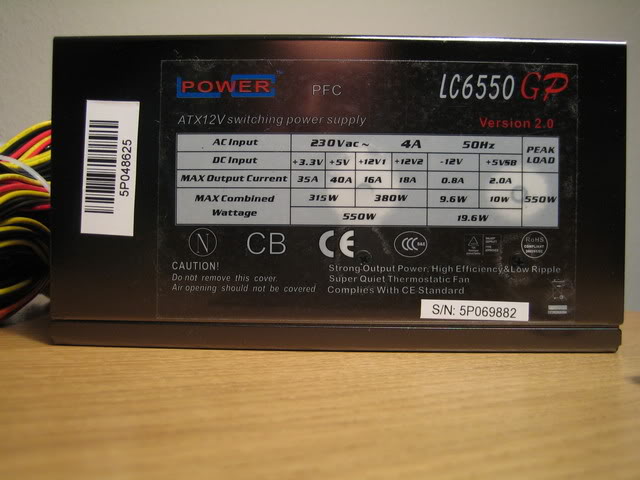 POWER PFC LC6550 GP
ATX12V switching power supply Version 2.0
AC Input 230Vac ~ 4A 50Hz PEAK LOAD
DC Input +3.3V +5V +12V1 +12V2 -12V +5VSB
MAX Output Current 35A 40A 16A 18A 0.8A 2.0A 550W
MAX Combined Wattage 315W 380W 9.6W 10W
550W 19.6W
5P048625
N CB CE CCC RoHS
CAUTION!
Do not remove this cover.
Air opening should not be covered
Strong Output Power: High Efficiency&Low Ripple
Super Quiet Thermostatic Fan
Complies With CE Standard
S/N: 5P069882